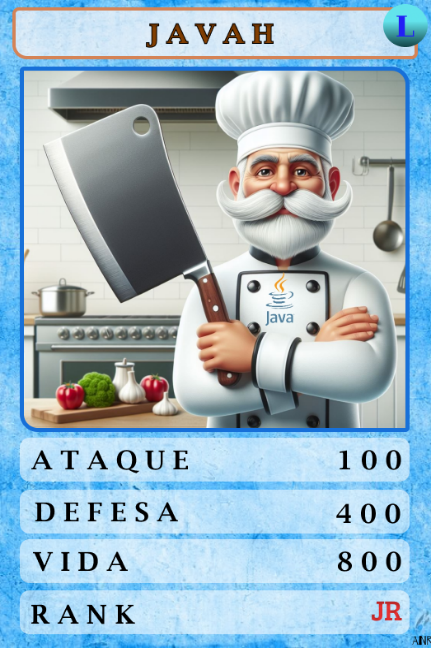 JAVAH
L
Java
ATAQUE 100
DEFESA 400
VIDA 800
RANK JR